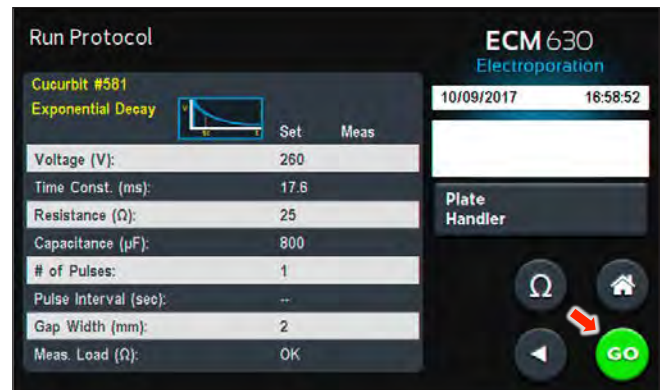 Run Protocol
ECM 630
Electroporation
Cucurbit #581
Exponential Decay
V
t
Set Meas
10/09/2017 16:58:52
Voltage (V): 260
Time Const. (ms): 17.6
Resistance (Ω): 25
Capacitance (µF): 800
# of Pulses: 1
Pulse Interval (sec): --
Gap Width (mm): 2
Meas. Load (Ω): OK
Plate
Handler
Ω
GO